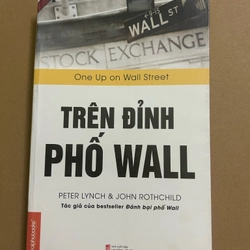 WALL ST
STOCK EXCHANGE
One Up on Wall Street
TRÊN ĐỈNH
PHỐ WALL
PETER LYNCH & JOHN ROTHCHILD
Tác giả của bestseller Đánh bại phố Wall
alphabooks